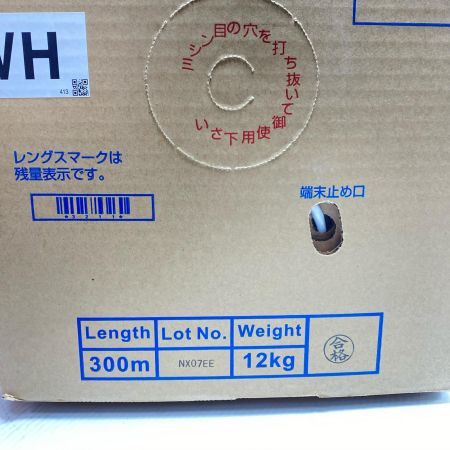 WH
413
ミシン目の穴を打ち抜いて御使用下さい
レングスマークは
残量表示です。
端末止め口
Length Lot No. Weight
300m NX07EE 12kg
合格